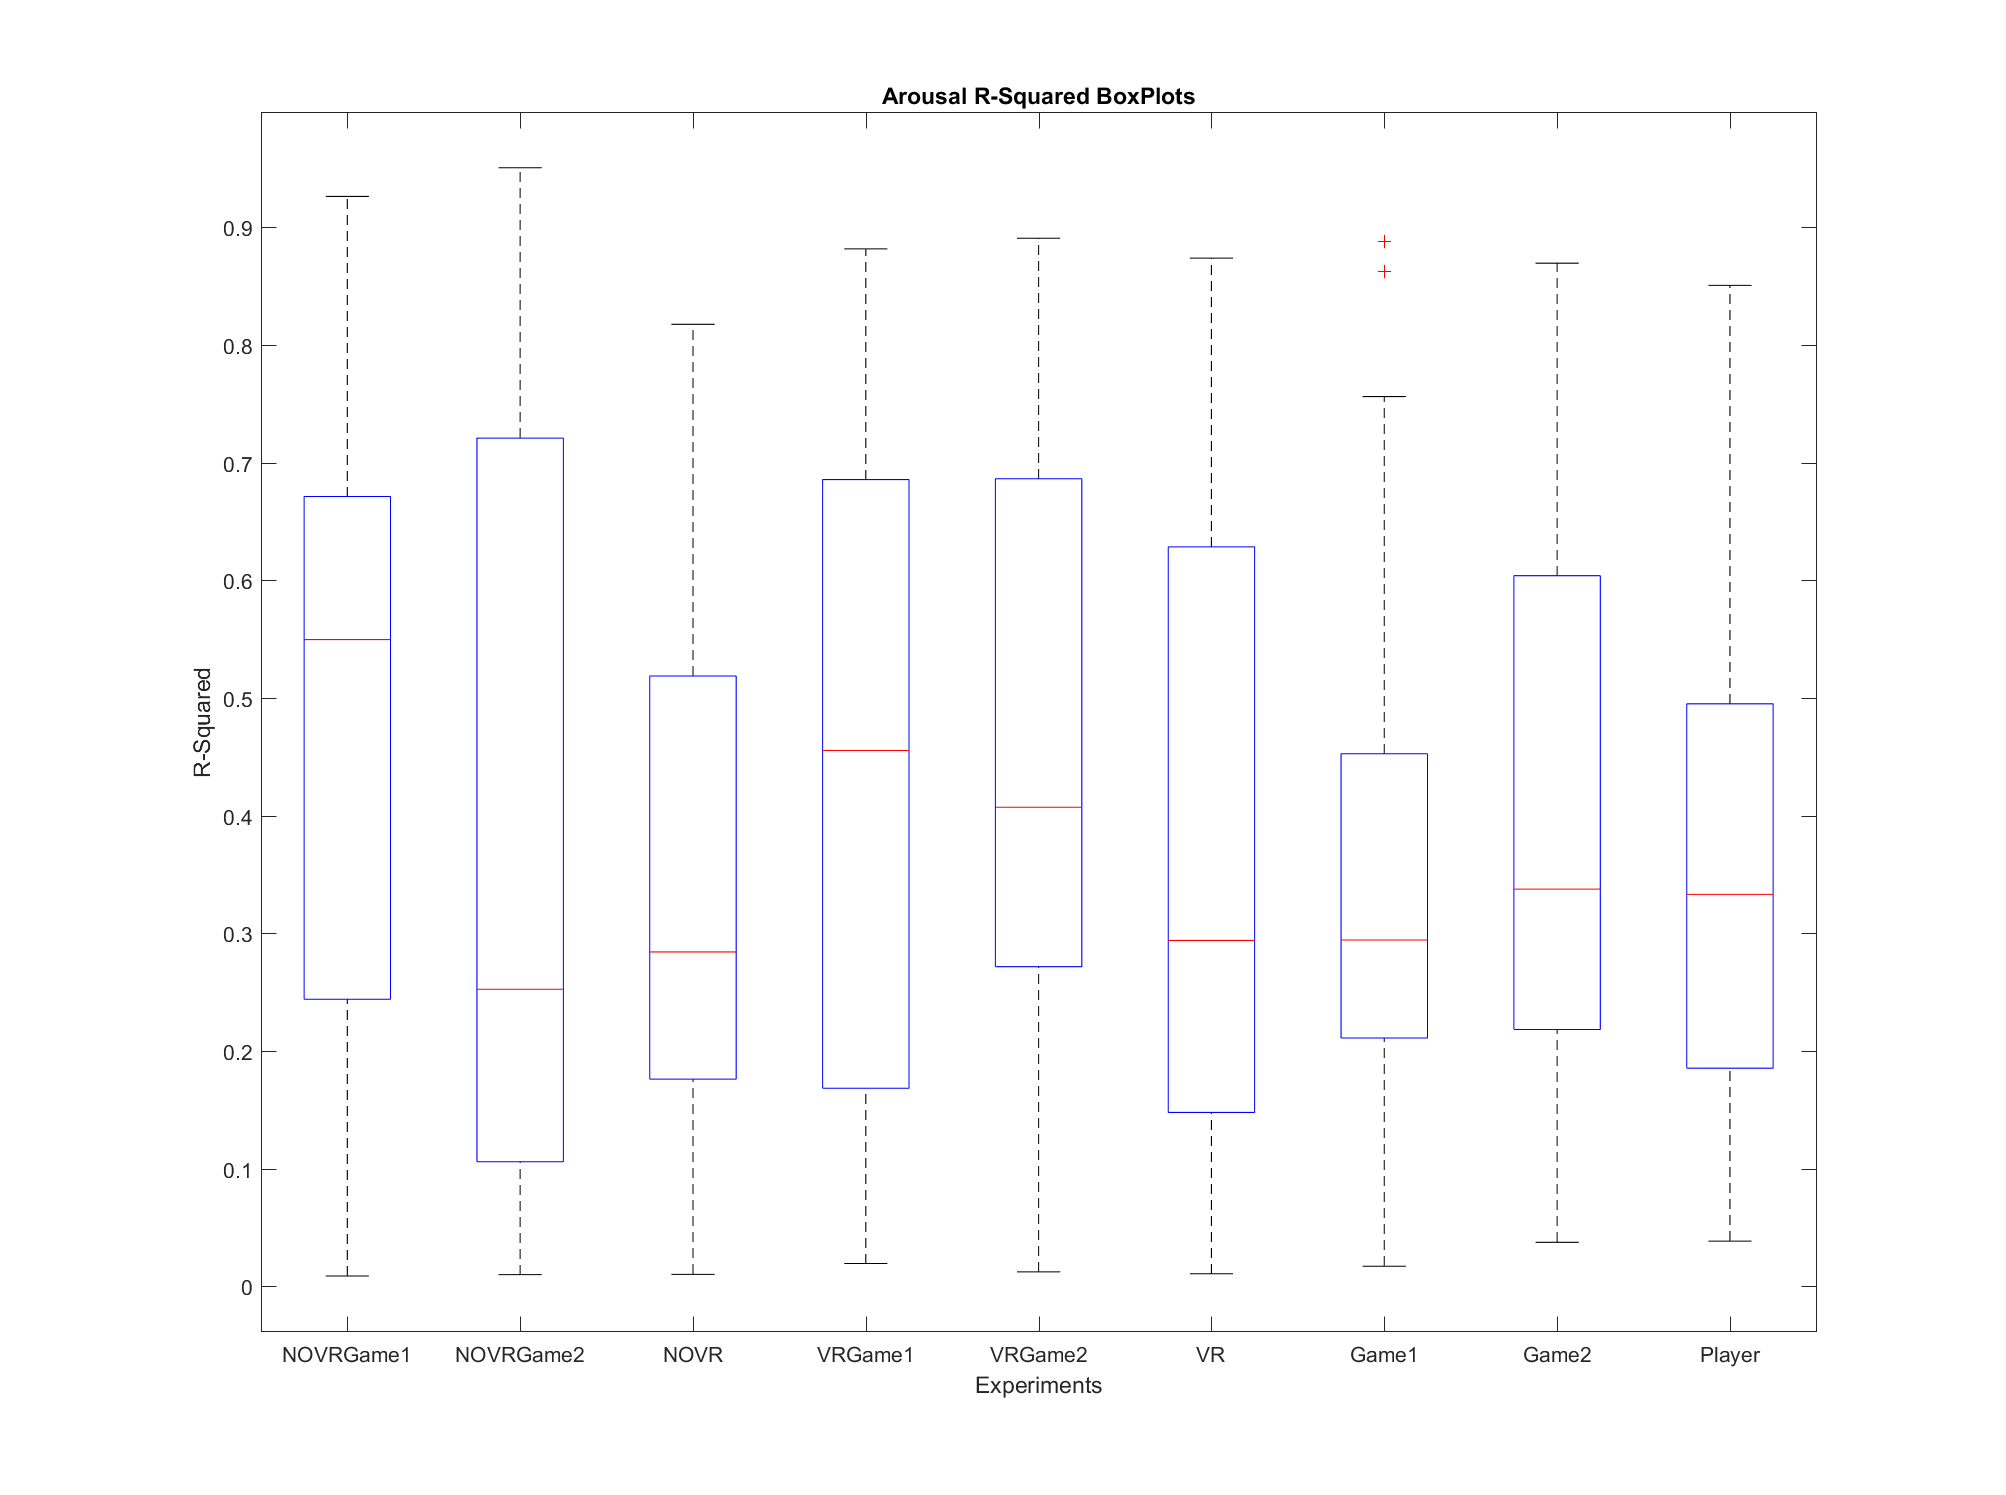 Arousal R-Squared BoxPlots
0.9
0.8
0.7
0.6
0.5
0.4
0.3
0.2
0.1
0
R-Squared
NOVRGame1 NOVRGame2 NOVR VRGame1 VRGame2 VR Game1 Game2 Player
Experiments